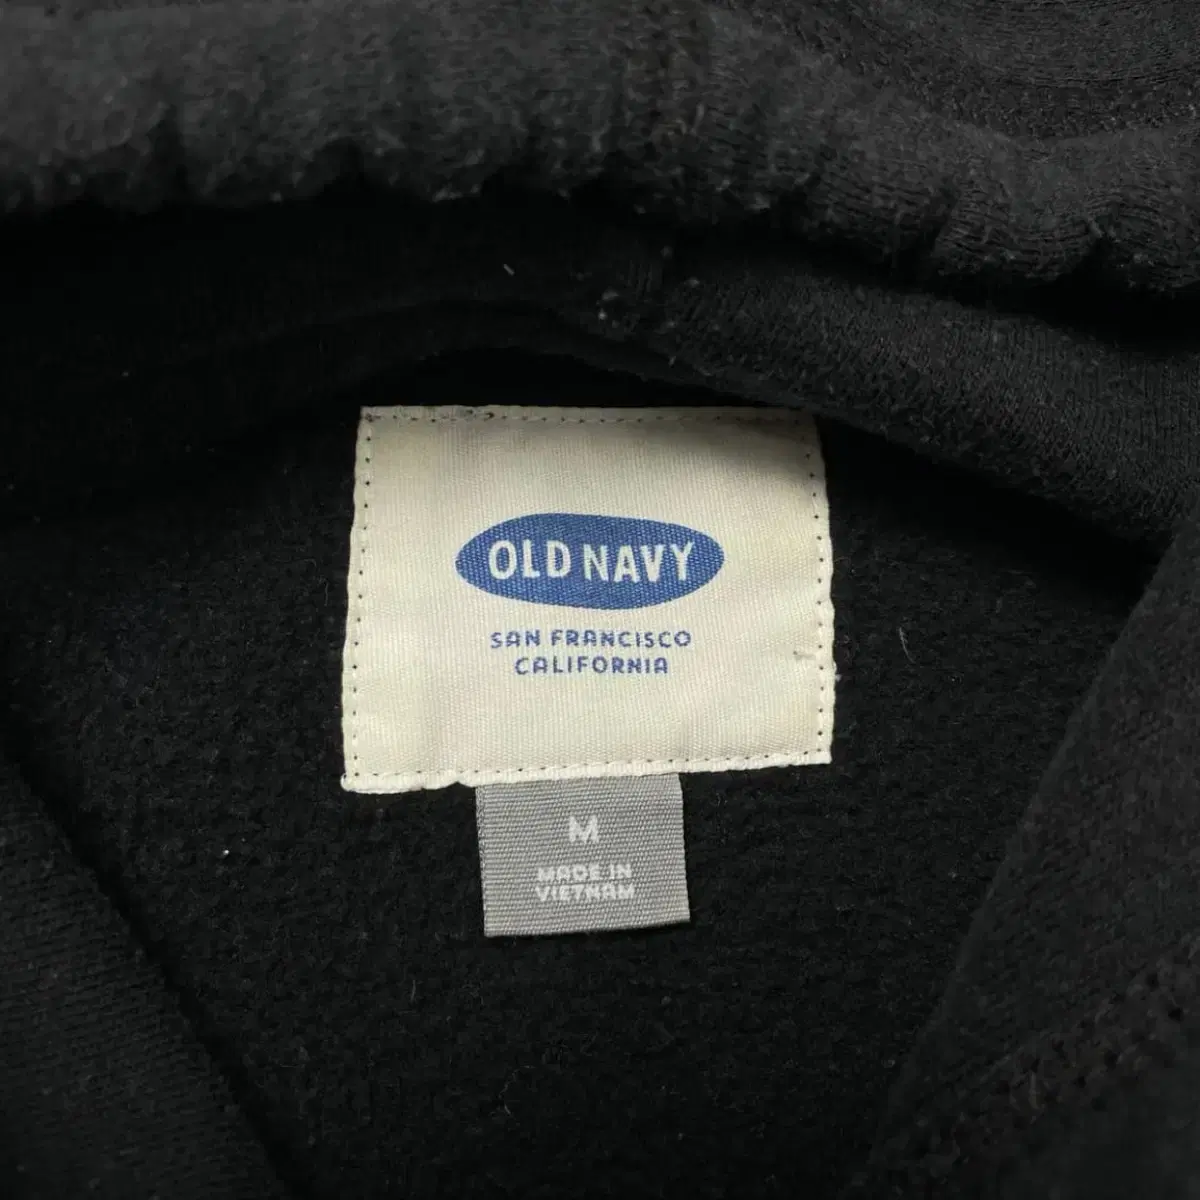 OLD NAVY
SAN FRANCISCO
CALIFORNIA
M
MADE IN
VIETNAM